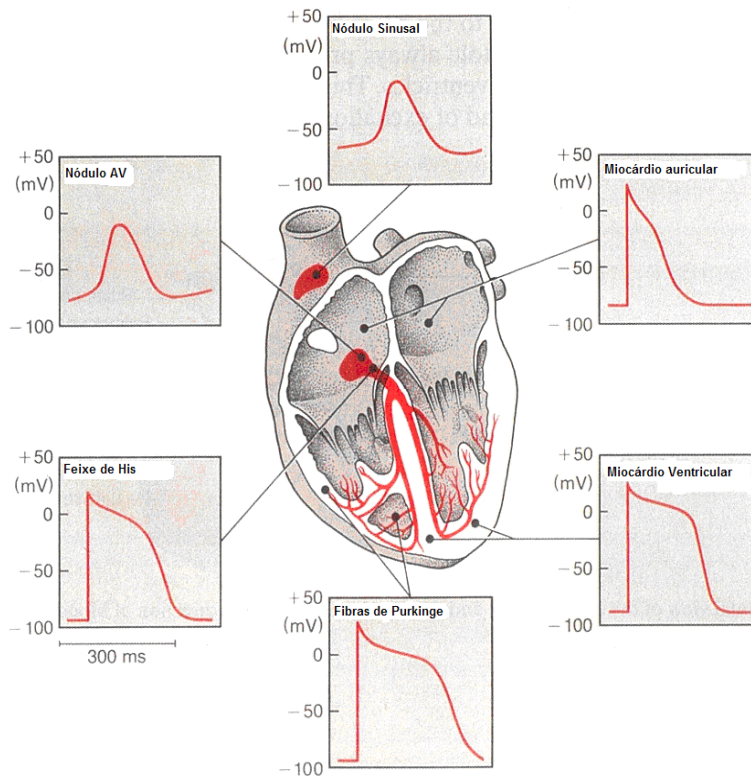 +50
(mV)
0
−50
−100
Nódulo Sinusal
+50
(mV)
0
−50
−100
Nódulo AV
+50
(mV)
0
−50
−100
Miocárdio auricular
+50
(mV)
0
−50
−100
Feixe de His
300 ms
+50
(mV)
0
−50
−100
Miocárdio Ventricular
+50
(mV)
0
−50
−100
Fibras de Purkinge